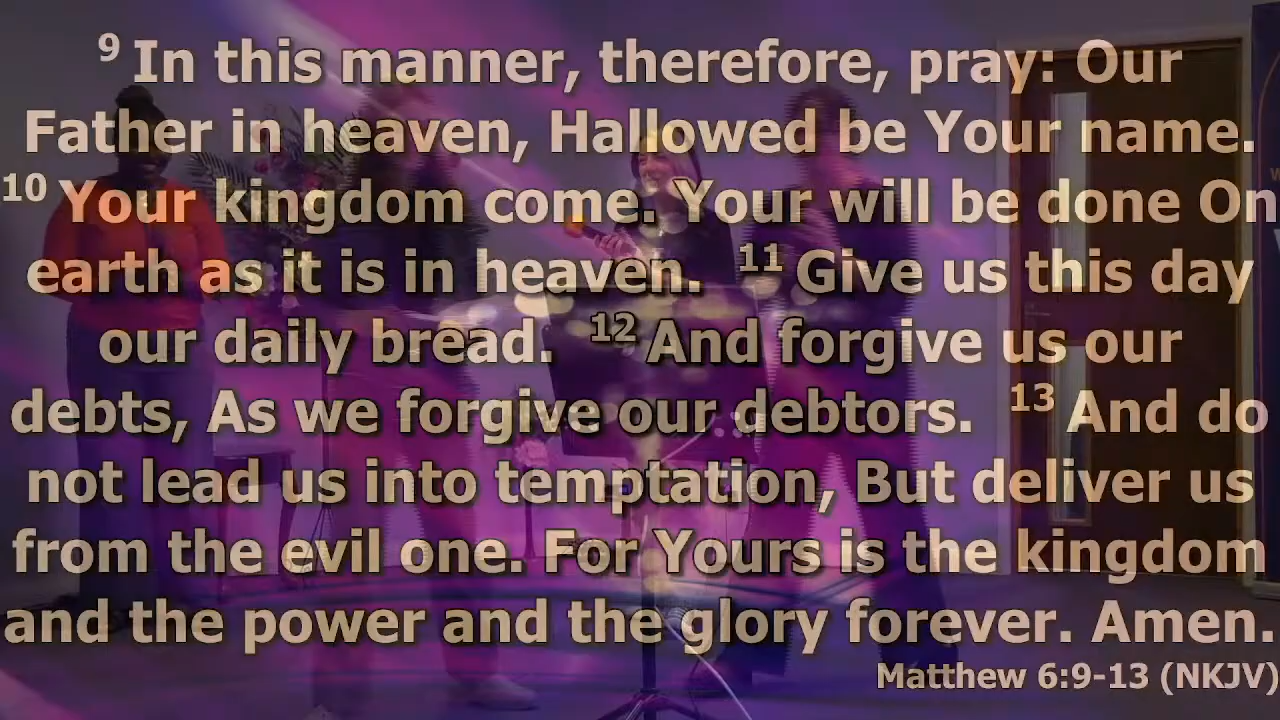 9 In this manner, therefore, pray: Our
Father in heaven, Hallowed be Your name.
10 Your kingdom come. Your will be done On
earth as it is in heaven. 11 Give us this day
our daily bread. 12 And forgive us our
debts, As we forgive our debtors. 13 And do
not lead us into temptation, But deliver us
from the evil one. For Yours is the kingdom
and the power and the glory forever. Amen.
Matthew 6:9-13 (NKJV)